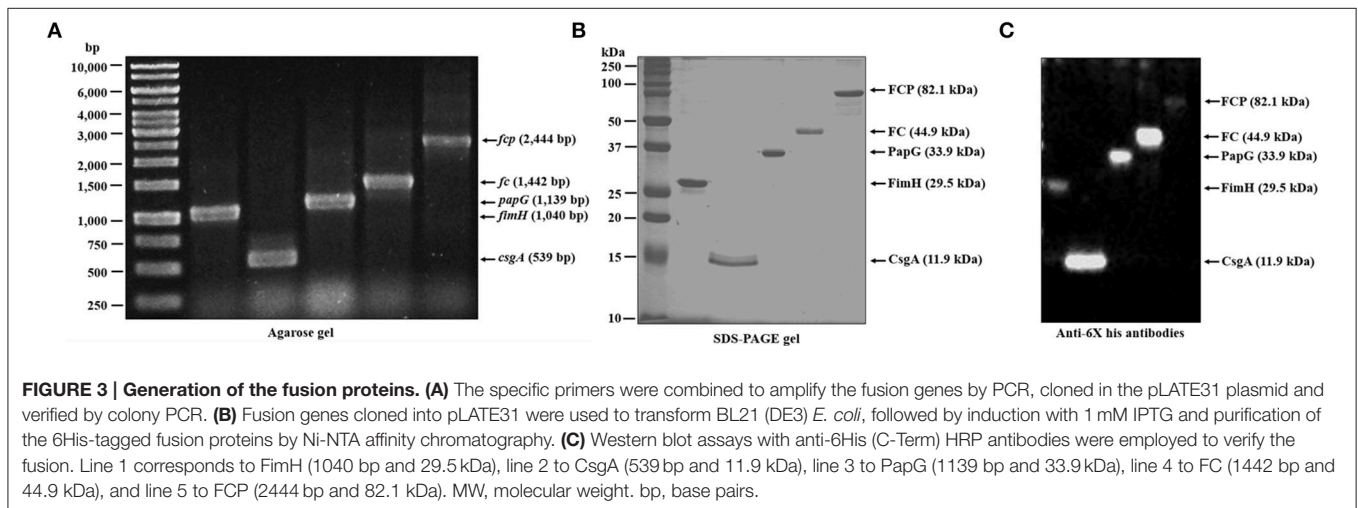 A
bp
10,000
6,000
4,000
3,000
2,000
1,500
1,000
750
500
250
fcp (2,444 bp)
fc (1,442 bp)
papG (1,139 bp)
fimH (1,040 bp)
csgA (539 bp)
Agarose gel
B
kDa
250
100
50
37
25
20
15
10
FCP (82.1 kDa)
FC (44.9 kDa)
PapG (33.9 kDa)
FimH (29.5 kDa)
CsgA (11.9 kDa)
SDS-PAGE gel
C
FCP (82.1 kDa)
FC (44.9 kDa)
PapG (33.9 kDa)
FimH (29.5 kDa)
CsgA (11.9 kDa)
Anti-6X his antibodies
FIGURE 3 | Generation of the fusion proteins. (A) The specific primers were combined to amplify the fusion genes by PCR, cloned in the pLATE31 plasmid and
verified by colony PCR. (B) Fusion genes cloned into pLATE31 were used to transform BL21 (DE3) E. coli, followed by induction with 1 mM IPTG and purification of
the 6His-tagged fusion proteins by Ni-NTA affinity chromatography. (C) Western blot assays with anti-6His (C-Term) HRP antibodies were employed to verify the
fusion. Line 1 corresponds to FimH (1040 bp and 29.5 kDa), line 2 to CsgA (539 bp and 11.9 kDa), line 3 to PapG (1139 bp and 33.9 kDa), line 4 to FC (1442 bp and
44.9 kDa), and line 5 to FCP (2444 bp and 82.1 kDa). MW, molecular weight. bp, base pairs.